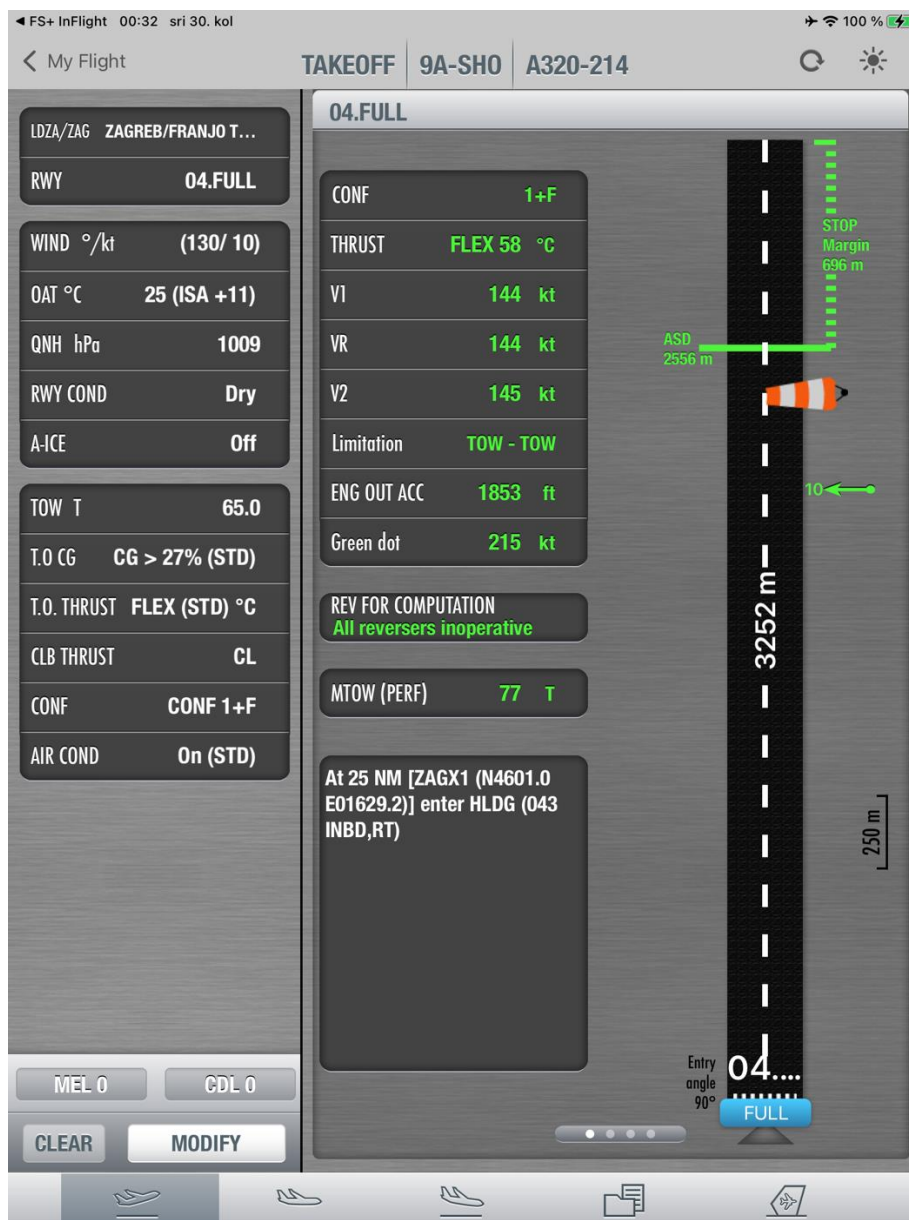 ◀ FS+ InFlight 00:32 sri 30. kol
100 %
My Flight
TAKEOFF 9A-SHO A320-214
LDZA/ZAG ZAGREB/FRANJO T...
RWY 04.FULL
WIND °/kt (130/ 10)
OAT °C 25 (ISA +11)
QNH hPa 1009
RWY COND Dry
A-ICE Off
TOW T 65.0
T.O CG CG > 27% (STD)
T.O. THRUST FLEX (STD) °C
CLB THRUST CL
CONF CONF 1+F
AIR COND On (STD)
MEL 0 CDL 0
CLEAR MODIFY
04.FULL
CONF 1+F
THRUST FLEX 58 °C
V1 144 kt
VR 144 kt
V2 145 kt
Limitation TOW - TOW
ENG OUT ACC 1853 ft
Green dot 215 kt
REV FOR COMPUTATION
All reversers inoperative
MTOW (PERF) 77 T
At 25 NM [ZAGX1 (N4601.0
E01629.2)] enter HLDG (043
INBD,RT)
STOP
Margin
696 m
ASD
2556 m
10
3252 m
250 m
Entry
angle
90°
04....
FULL